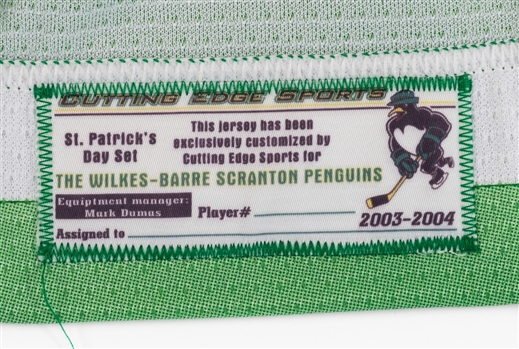 CUTTING EDGE SPORTS
St. Patrick's
Day Set
This jersey has been
exclusively customized by
Cutting Edge Sports for
THE WILKES-BARRE SCRANTON PENGUINS
Equiptment manager:
Mark Dumas
Player#
Assigned to
2003-2004